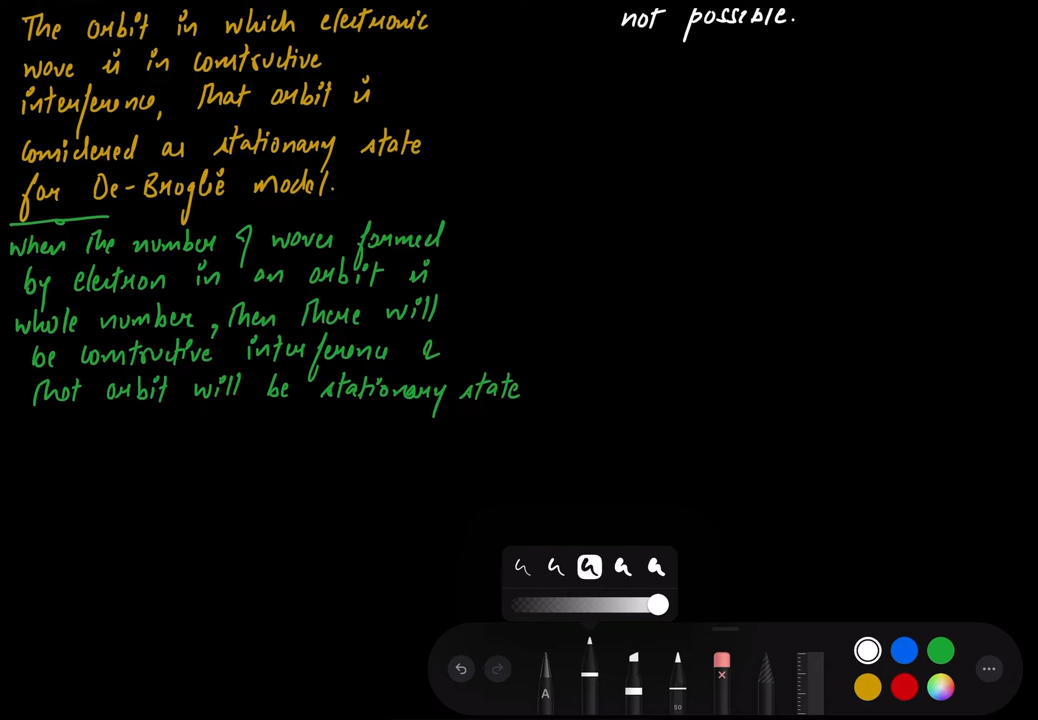 The orbit in which electronic
wave is in constructive
interference, that orbit is
considered as stationary state
for De-Broglie model.
When the number of waves formed
by electron in an orbit is
whole number, then there will
be constructive interference &
that orbit will be stationary state
not possible.
A
50